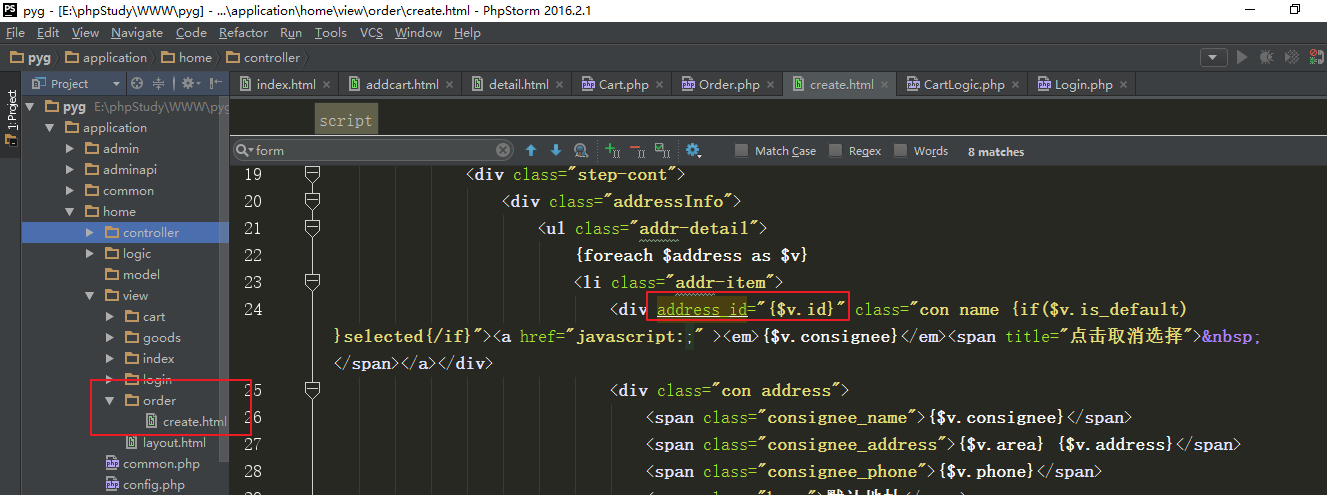 pyg - [E:\phpStudy\WWW\pyg] - ...\application\home\view\order\create.html - PhpStorm 2016.2.1
File Edit View Navigate Code Refactor Run Tools VCS Window Help
pyg application home controller
Project
index.html addcart.html detail.html Cart.php Order.php create.html CartLogic.php Login.php
1: Project
pyg E:\phpStudy\WWW\pyg
application
admin
adminapi
common
home
controller
logic
model
view
cart
goods
index
login
order
create.html
layout.html
common.php
config.php
script
form Match Case Regex Words 8 matches
19 <div class="step-cont">
20 <div class="addressInfo">
21 <ul class="addr-detail">
22 {foreach $address as $v}
23 <li class="addr-item">
24 <div address_id="{$v.id}" class="con name {if($v.is_default)
}selected{/if}"><a href="javascript:;" ><em>{$v.consignee}</em><span title="点击取消选择">&nbsp;
</span></a></div>
25 <div class="con address">
26 <span class="consignee_name">{$v.consignee}</span>
27 <span class="consignee_address">{$v.area} {$v.address}</span>
28 <span class="consignee_phone">{$v.phone}</span>